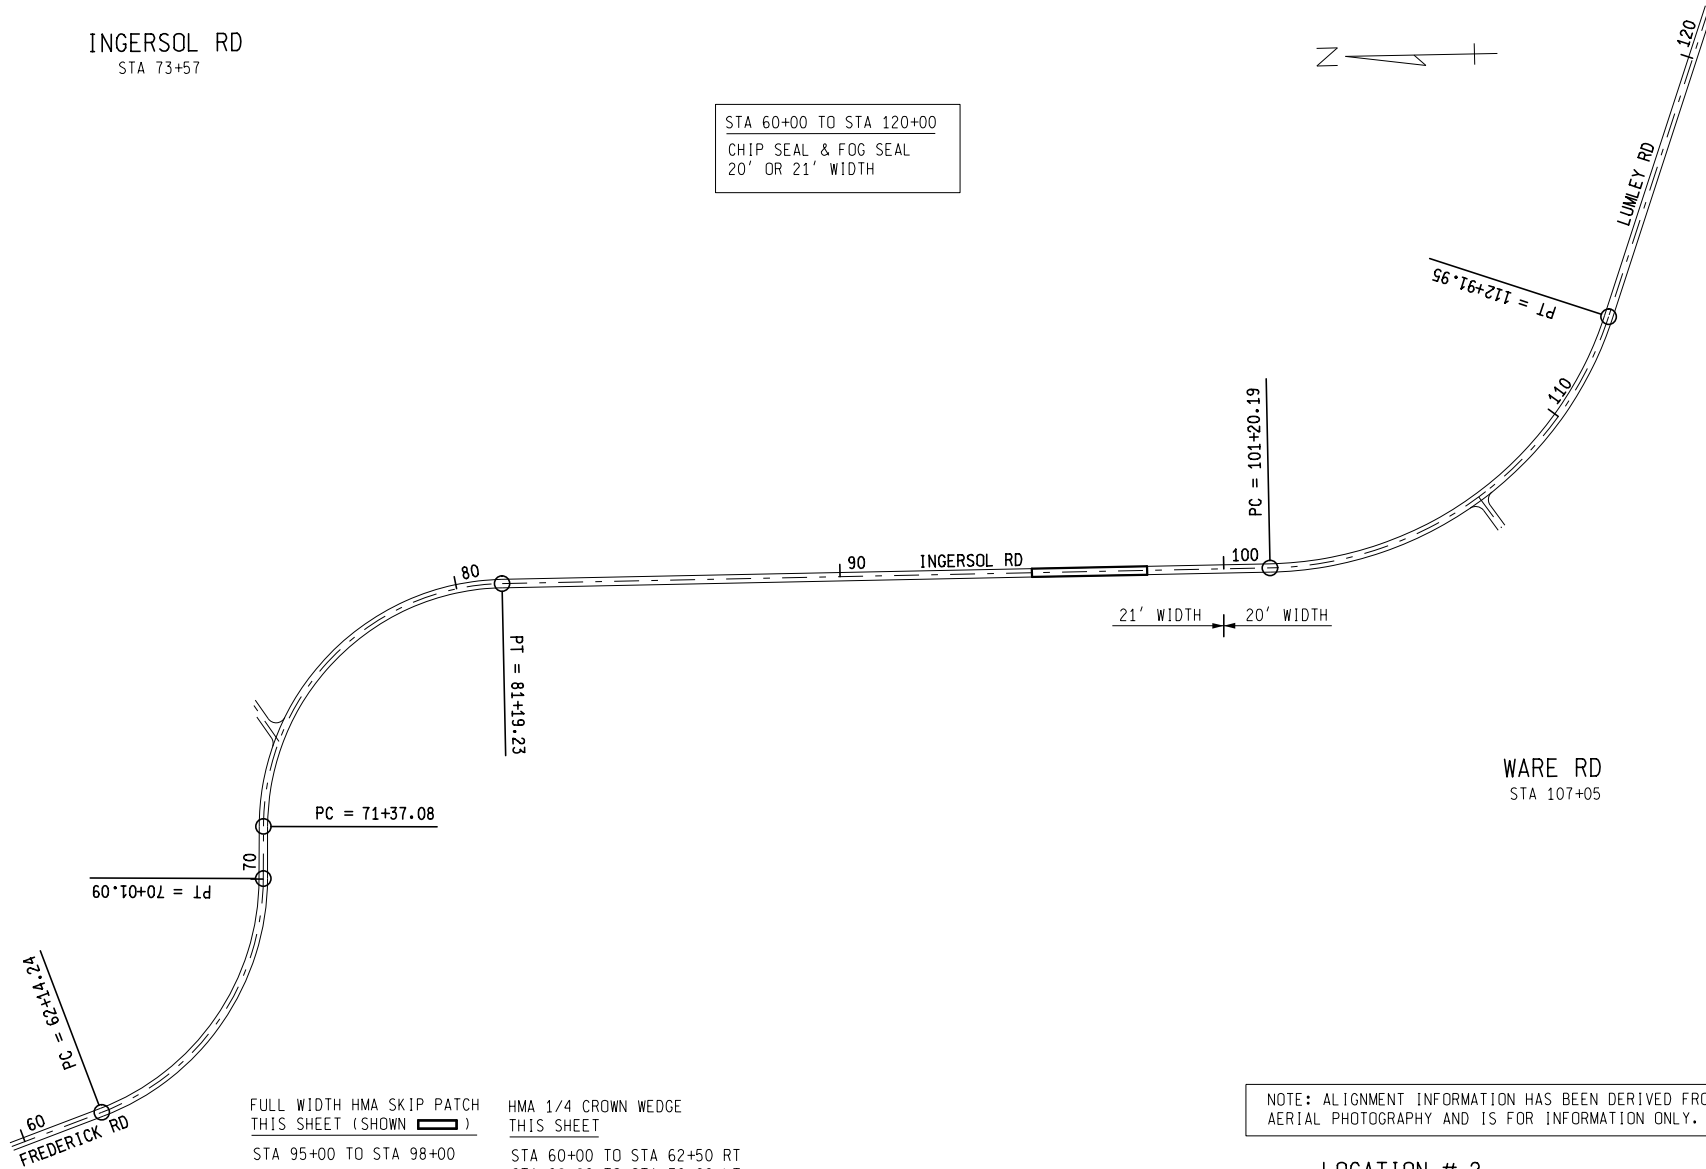 INGERSOL RD
STA 73+57
N
STA 60+00 TO STA 120+00
CHIP SEAL & FOG SEAL
20' OR 21' WIDTH
120
LUMLEY RD
PT = 112+91.95
110
PC = 101+20.19
100
INGERSOL RD
90
80
21' WIDTH
20' WIDTH
PT = 81+19.23
WARE RD
STA 107+05
PC = 71+37.08
70
PT = 70+01.09
PC = 62+14.24
60
FREDERICK RD
FULL WIDTH HMA SKIP PATCH
THIS SHEET (SHOWN )
STA 95+00 TO STA 98+00
HMA 1/4 CROWN WEDGE
THIS SHEET
STA 60+00 TO STA 62+50 RT
NOTE: ALIGNMENT INFORMATION HAS BEEN DERIVED FRO
AERIAL PHOTOGRAPHY AND IS FOR INFORMATION ONLY.